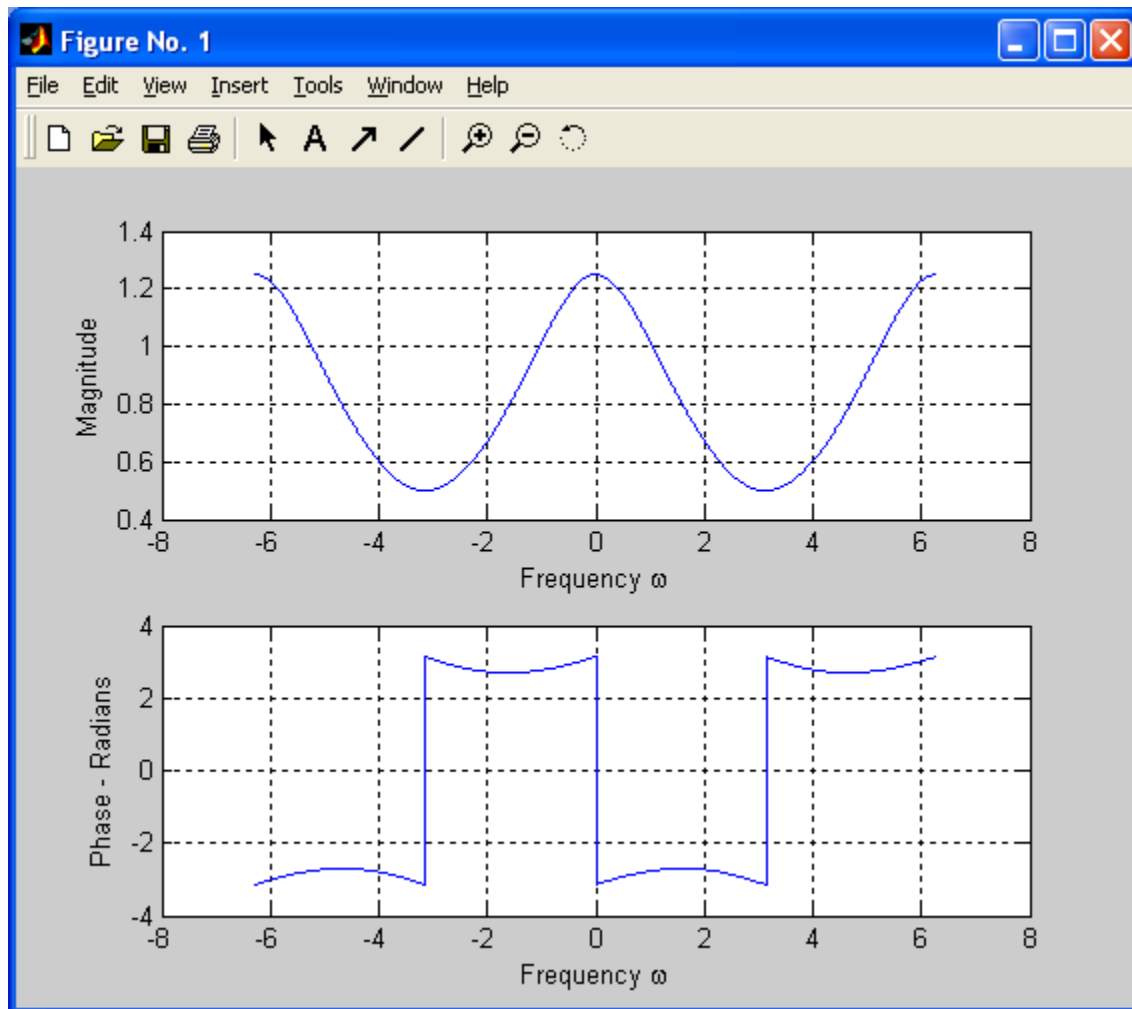 Figure No. 1
File Edit View Insert Tools Window Help
A
1.4
1.2
1
0.8
0.6
0.4
Magnitude
-8 -6 -4 -2 0 2 4 6 8
Frequency ω
4
2
0
-2
-4
Phase - Radians
-8 -6 -4 -2 0 2 4 6 8
Frequency ω